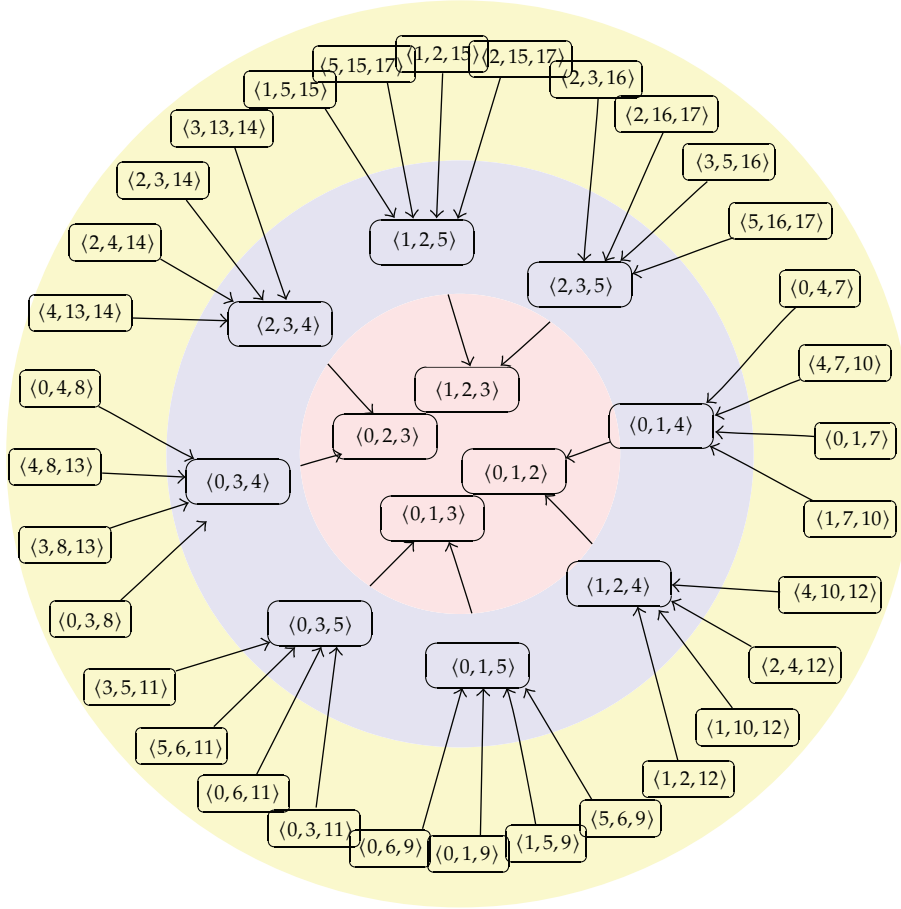 ⟨1, 2, 15⟩
⟨2, 15, 17⟩
⟨5, 15, 17⟩
⟨2, 3, 16⟩
⟨1, 5, 15⟩
⟨2, 16, 17⟩
⟨3, 13, 14⟩
⟨3, 5, 16⟩
⟨2, 3, 14⟩
⟨5, 16, 17⟩
⟨2, 4, 14⟩
⟨1, 2, 5⟩
⟨2, 3, 5⟩
⟨0, 4, 7⟩
⟨4, 13, 14⟩
⟨2, 3, 4⟩
⟨4, 7, 10⟩
⟨0, 4, 8⟩
⟨1, 2, 3⟩
⟨0, 1, 4⟩
⟨0, 2, 3⟩
⟨0, 1, 7⟩
⟨4, 8, 13⟩
⟨0, 1, 2⟩
⟨0, 3, 4⟩
⟨0, 1, 3⟩
⟨1, 7, 10⟩
⟨3, 8, 13⟩
⟨1, 2, 4⟩
⟨4, 10, 12⟩
⟨0, 3, 8⟩
⟨0, 3, 5⟩
⟨0, 1, 5⟩
⟨2, 4, 12⟩
⟨3, 5, 11⟩
⟨1, 10, 12⟩
⟨5, 6, 11⟩
⟨1, 2, 12⟩
⟨0, 6, 11⟩
⟨5, 6, 9⟩
⟨0, 3, 11⟩
⟨1, 5, 9⟩
⟨0, 6, 9⟩
⟨0, 1, 9⟩